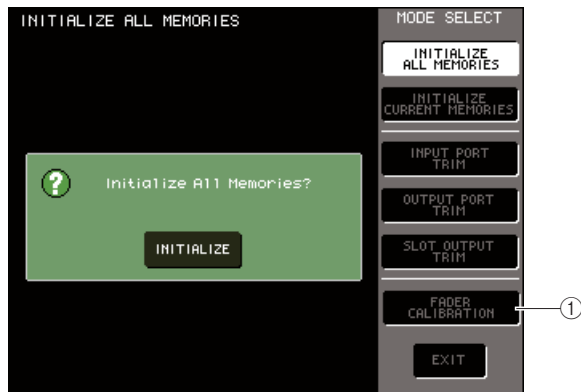 INITIALIZE ALL MEMORIES
MODE SELECT
INITIALIZE
ALL MEMORIES
INITIALIZE
CURRENT MEMORIES
INPUT PORT
TRIM
Initialize All Memories?
OUTPUT PORT
TRIM
INITIALIZE
SLOT OUTPUT
TRIM
FADER
CALIBRATION
①
EXIT